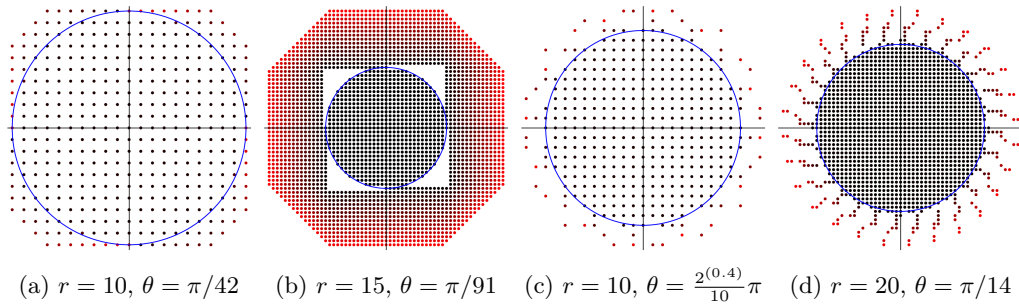 (a) r = 10, θ = π/42 (b) r = 15, θ = π/91 (c) r = 10, θ = 2^(0.4)/10 π (d) r = 20, θ = π/14